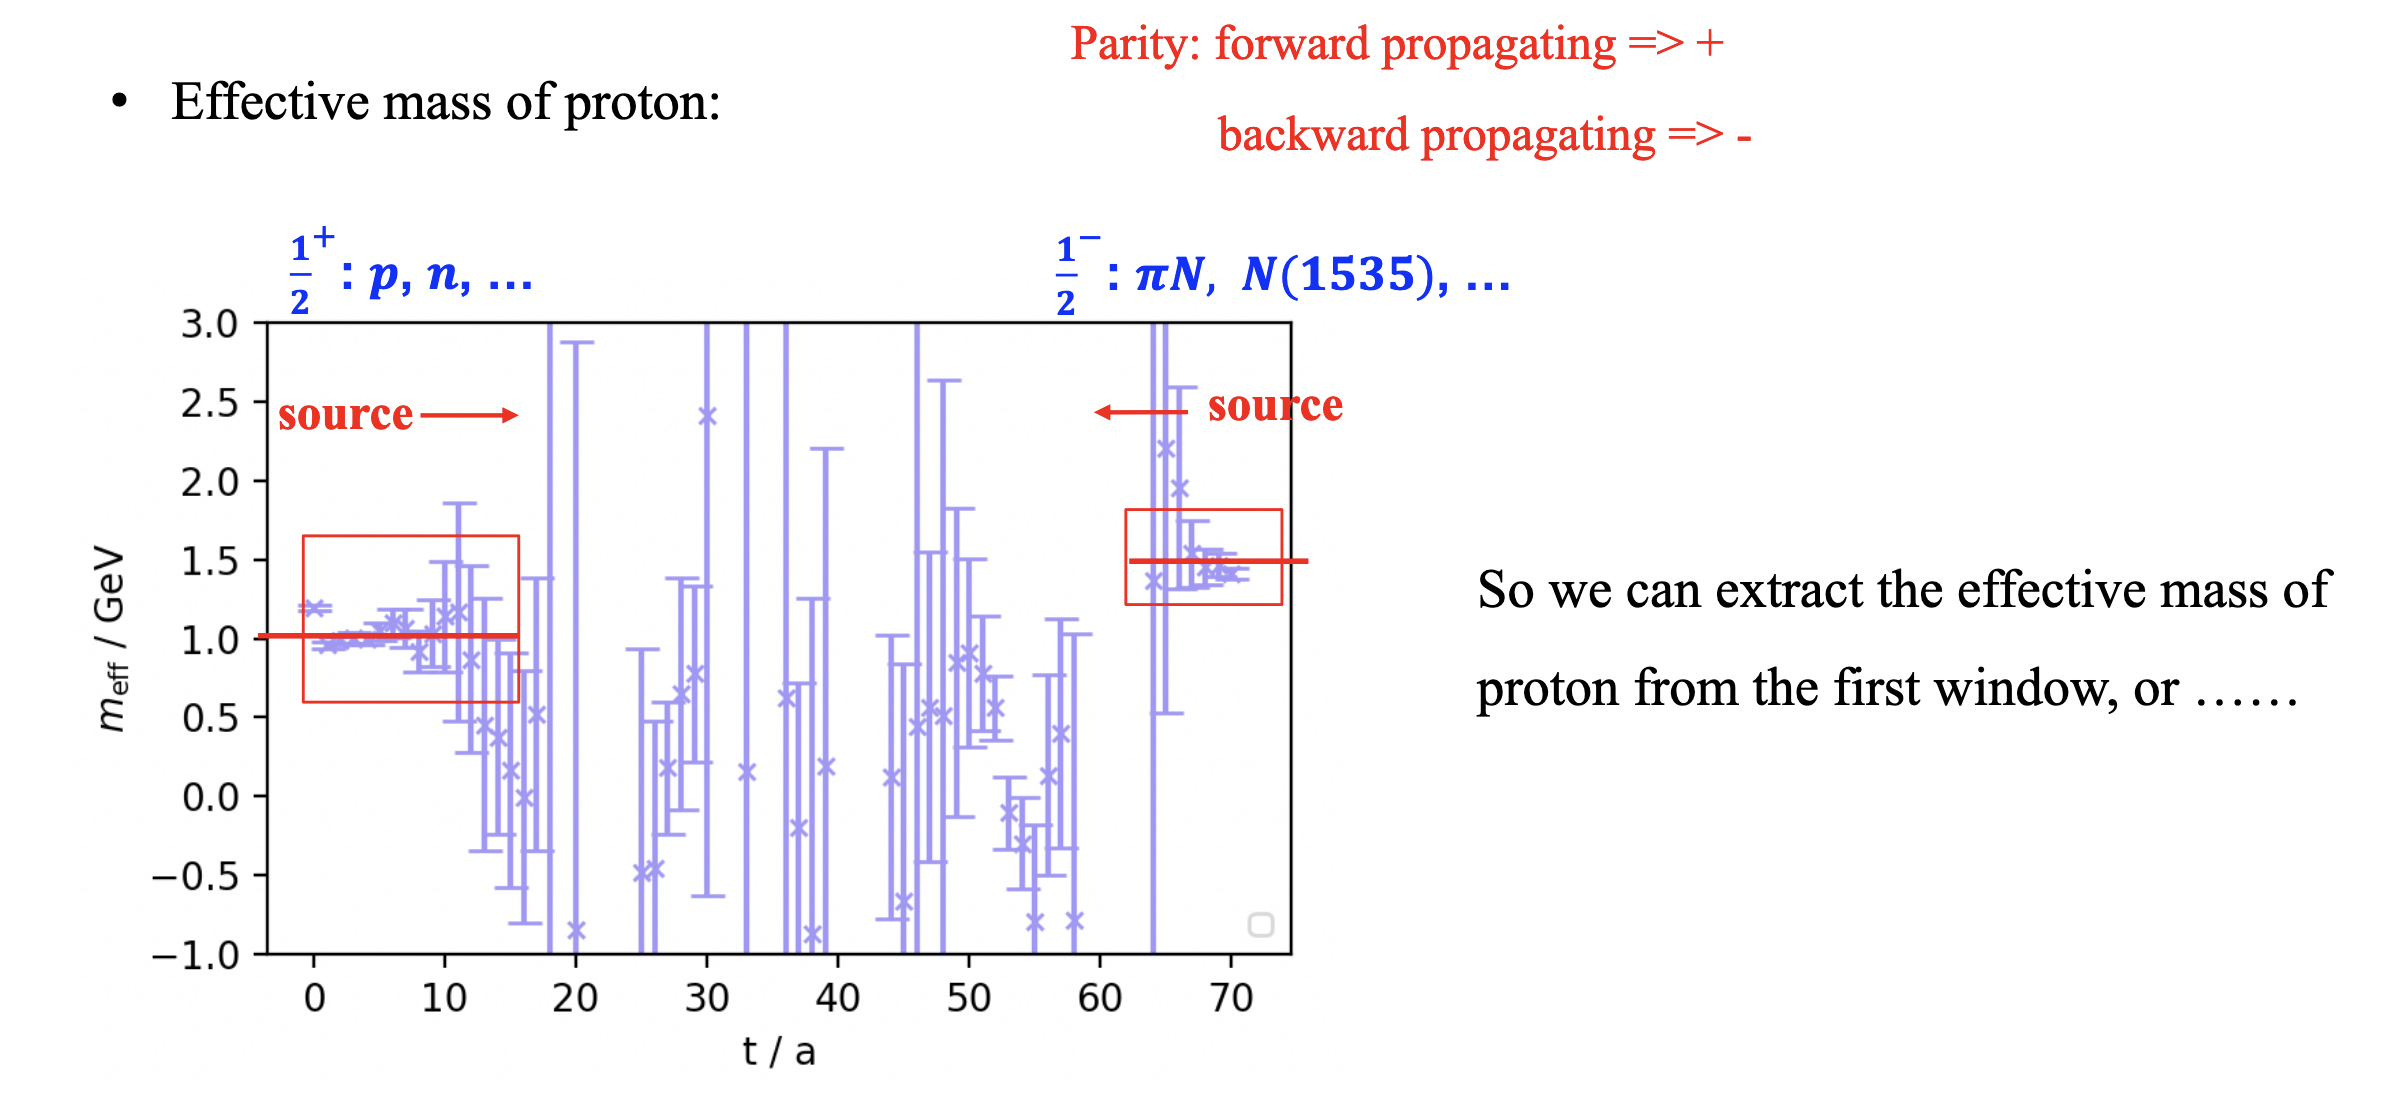 Parity: forward propagating => +
• Effective mass of proton:
backward propagating => -
1/2⁺ : p, n, ...
1/2⁻ : πN, N(1535), ...
3.0
2.5
2.0
1.5
1.0
0.5
0.0
−0.5
−1.0
m_eff / GeV
source
source
0 10 20 30 40 50 60 70
t / a
So we can extract the effective mass of
proton from the first window, or ……